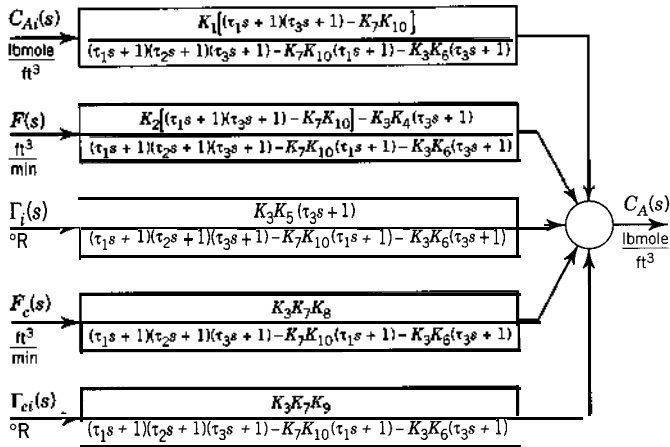 C_{Ai}(s)
lbmole
ft³
K₁[(τ₁s + 1)(τ₃s + 1) − K₇K₁₀]
(τ₁s + 1)(τ₂s + 1)(τ₃s + 1) − K₇K₁₀(τ₁s + 1) − K₃K₆(τ₃s + 1)
F(s)
ft³
min
K₂[(τ₁s + 1)(τ₃s + 1) − K₇K₁₀] − K₃K₄(τ₃s + 1)
(τ₁s + 1)(τ₂s + 1)(τ₃s + 1) − K₇K₁₀(τ₁s + 1) − K₃K₆(τ₃s + 1)
Γᵢ(s)
°R
K₃K₅(τ₃s + 1)
(τ₁s + 1)(τ₂s + 1)(τ₃s + 1) − K₇K₁₀(τ₁s + 1) − K₃K₆(τ₃s + 1)
C_A(s)
lbmole
ft³
F_c(s)
ft³
min
K₃K₇K₈
(τ₁s + 1)(τ₂s + 1)(τ₃s + 1) − K₇K₁₀(τ₁s + 1) − K₃K₆(τ₃s + 1)
Γ_{ci}(s)
°R
K₃K₇K₉
(τ₁s + 1)(τ₂s + 1)(τ₃s + 1) − K₇K₁₀(τ₁s + 1) − K₃K₆(τ₃s + 1)